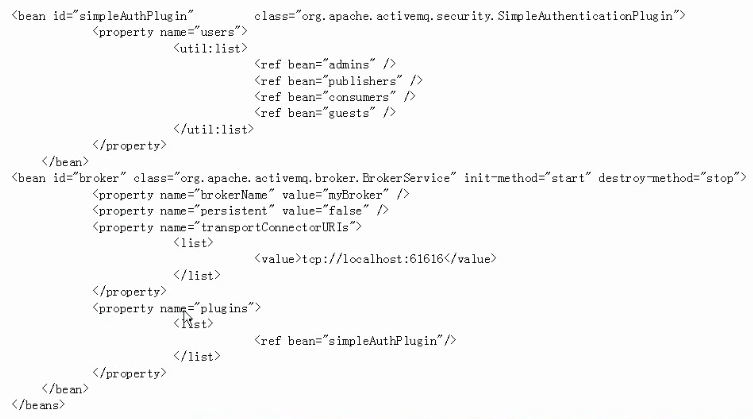 <bean id="simpleAuthPlugin" class="org.apache.activemq.security.SimpleAuthenticationPlugin">
<property name="users">
<util:list>
<ref bean="admins" />
<ref bean="publishers" />
<ref bean="consumers" />
<ref bean="guests" />
</util:list>
</property>
</bean>
<bean id="broker" class="org.apache.activemq.broker.BrokerService" init-method="start" destroy-method="stop">
<property name="brokerName" value="myBroker" />
<property name="persistent" value="false" />
<property name="transportConnectorURIs">
<list>
<value>tcp://localhost:61616</value>
</list>
</property>
<property name="plugins">
<list>
<ref bean="simpleAuthPlugin"/>
</list>
</property>
</bean>
</beans>